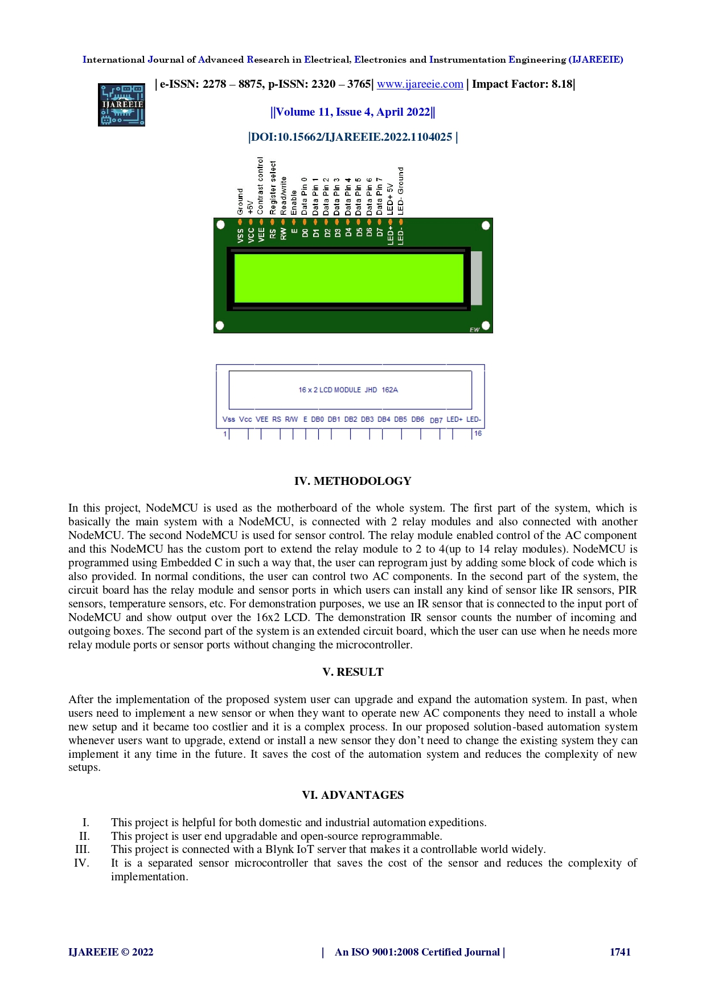 International Journal of Advanced Research in Electrical, Electronics and Instrumentation Engineering (IJAREEIE)
| e-ISSN: 2278 – 8875, p-ISSN: 2320 – 3765| www.ijareeie.com | Impact Factor: 8.18|
IJAREEIE
||Volume 11, Issue 4, April 2022||
|DOI:10.15662/IJAREEIE.2022.1104025 |
Ground
+5V
Contrast control
Register select
Read/write
Enable
Data Pin 0
Data Pin 1
Data Pin 2
Data Pin 3
Data Pin 4
Data Pin 5
Data Pin 6
Data Pin 7
LED+ 5V
LED- Ground
VSS
VCC
VEE
RS
RW
E
D0
D1
D2
D3
D4
D5
D6
D7
LED+
LED-
EW
16 x 2 LCD MODULE JHD 162A
Vss Vcc VEE RS R/W E DB0 DB1 DB2 DB3 DB4 DB5 DB6 DB7 LED+ LED-
1 16
IV. METHODOLOGY
In this project, NodeMCU is used as the motherboard of the whole system. The first part of the system, which is
basically the main system with a NodeMCU, is connected with 2 relay modules and also connected with another
NodeMCU. The second NodeMCU is used for sensor control. The relay module enabled control of the AC component
and this NodeMCU has the custom port to extend the relay module to 2 to 4(up to 14 relay modules). NodeMCU is
programmed using Embedded C in such a way that, the user can reprogram just by adding some block of code which is
also provided. In normal conditions, the user can control two AC components. In the second part of the system, the
circuit board has the relay module and sensor ports in which users can install any kind of sensor like IR sensors, PIR
sensors, temperature sensors, etc. For demonstration purposes, we use an IR sensor that is connected to the input port of
NodeMCU and show output over the 16x2 LCD. The demonstration IR sensor counts the number of incoming and
outgoing boxes. The second part of the system is an extended circuit board, which the user can use when he needs more
relay module ports or sensor ports without changing the microcontroller.
V. RESULT
After the implementation of the proposed system user can upgrade and expand the automation system. In past, when
users need to implement a new sensor or when they want to operate new AC components they need to install a whole
new setup and it became too costlier and it is a complex process. In our proposed solution-based automation system
whenever users want to upgrade, extend or install a new sensor they don’t need to change the existing system they can
implement it any time in the future. It saves the cost of the automation system and reduces the complexity of new
setups.
VI. ADVANTAGES
I. This project is helpful for both domestic and industrial automation expeditions.
II. This project is user end upgradable and open-source reprogrammable.
III. This project is connected with a Blynk IoT server that makes it a controllable world widely.
IV. It is a separated sensor microcontroller that saves the cost of the sensor and reduces the complexity of
implementation.
IJAREEIE © 2022 | An ISO 9001:2008 Certified Journal | 1741